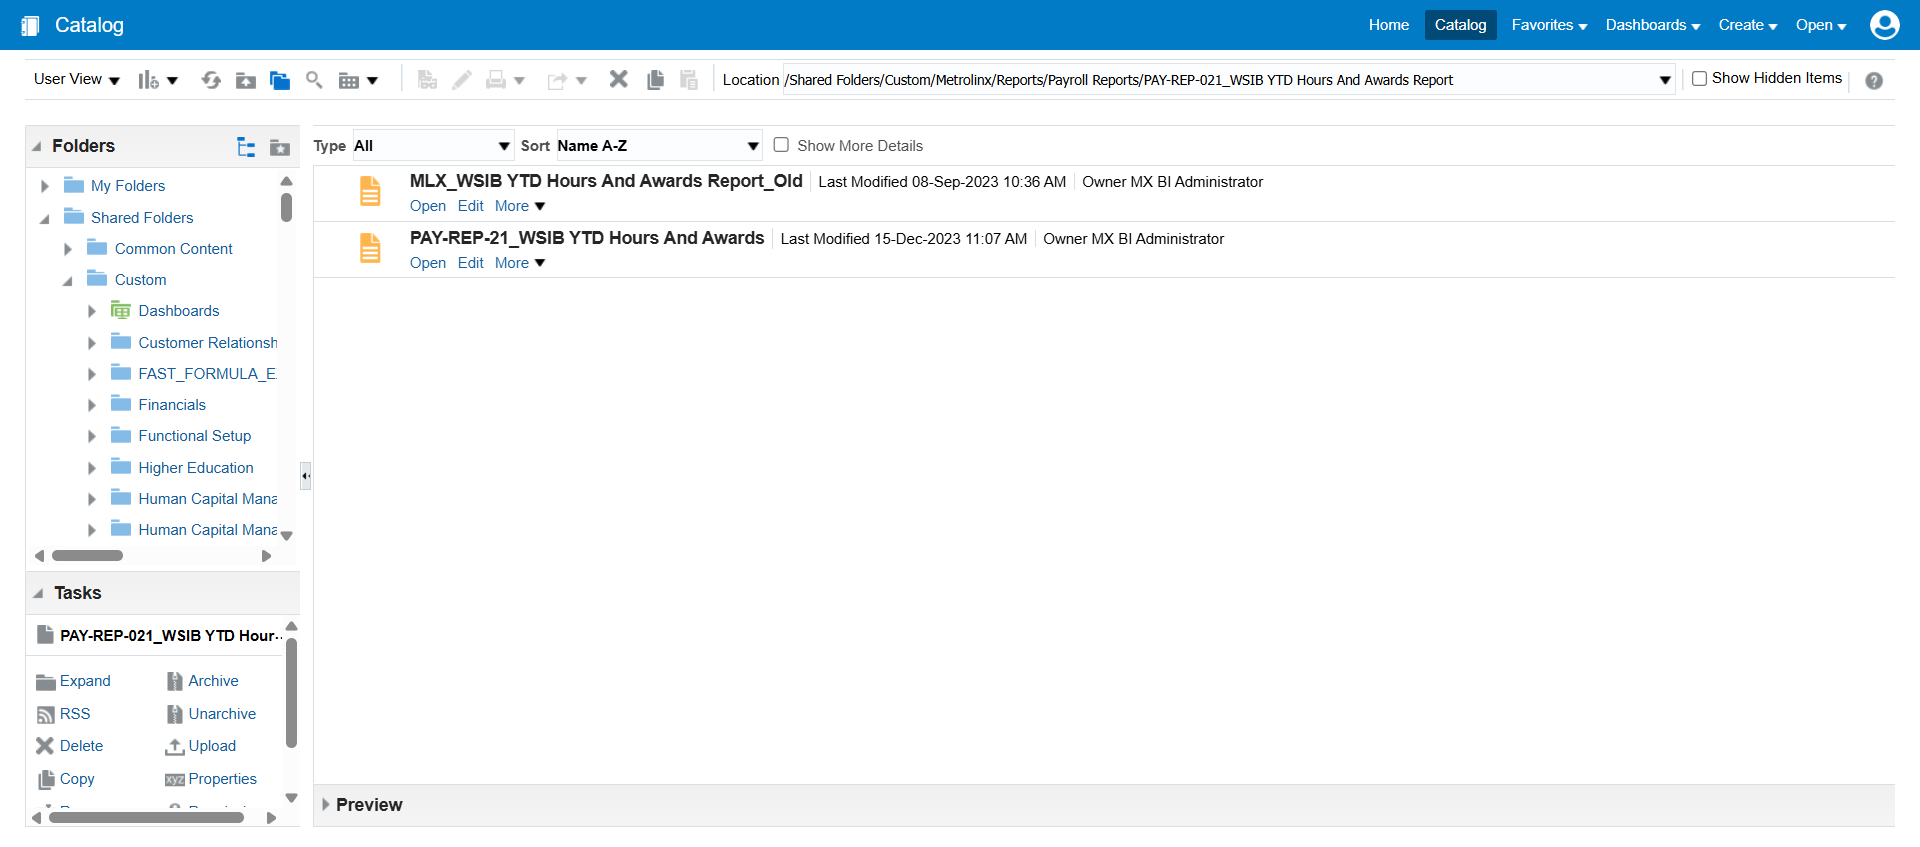 Catalog
Home Catalog Favorites Dashboards Create Open
User View
Location /Shared Folders/Custom/Metrolinx/Reports/Payroll Reports/PAY-REP-021_WSIB YTD Hours And Awards Report
Show Hidden Items
Folders
My Folders
Shared Folders
Common Content
Custom
Dashboards
Customer Relationsh
FAST_FORMULA_E
Financials
Functional Setup
Higher Education
Human Capital Mana
Human Capital Mana
Tasks
PAY-REP-021_WSIB YTD Hour..
Expand Archive
RSS Unarchive
Delete Upload
Copy xyz Properties
Type All Sort Name A-Z Show More Details
MLX_WSIB YTD Hours And Awards Report_Old Last Modified 08-Sep-2023 10:36 AM Owner MX BI Administrator
Open Edit More
PAY-REP-21_WSIB YTD Hours And Awards Last Modified 15-Dec-2023 11:07 AM Owner MX BI Administrator
Open Edit More
Preview